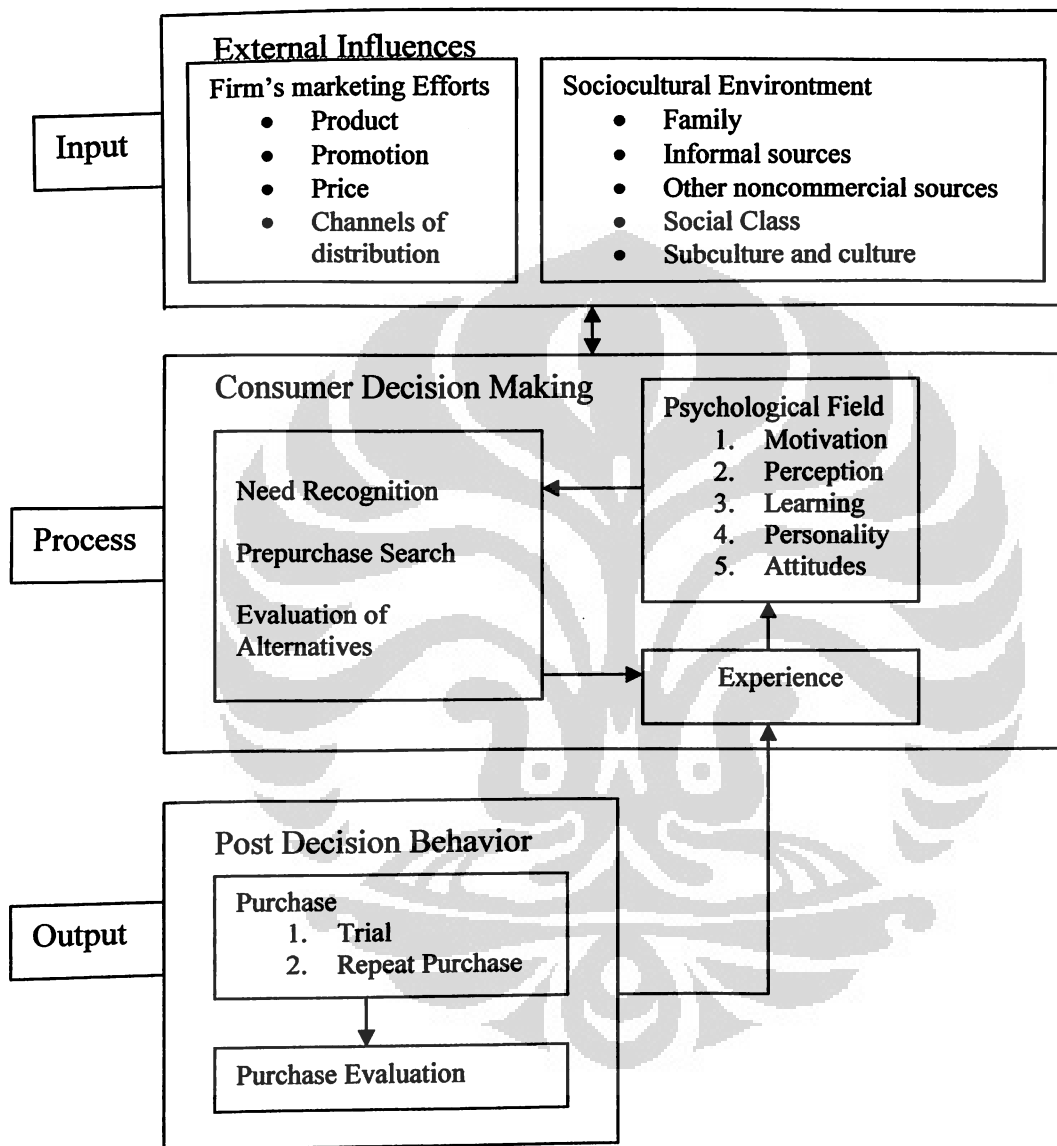 External Influences
Firm's marketing Efforts
● Product
● Promotion
● Price
● Channels of
distribution
Sociocultural Environtment
● Family
● Informal sources
● Other noncommercial sources
● Social Class
● Subculture and culture
Input
Consumer Decision Making
Need Recognition
Prepurchase Search
Evaluation of
Alternatives
Psychological Field
1. Motivation
2. Perception
3. Learning
4. Personality
5. Attitudes
Experience
Process
Post Decision Behavior
Purchase
1. Trial
2. Repeat Purchase
Purchase Evaluation
Output